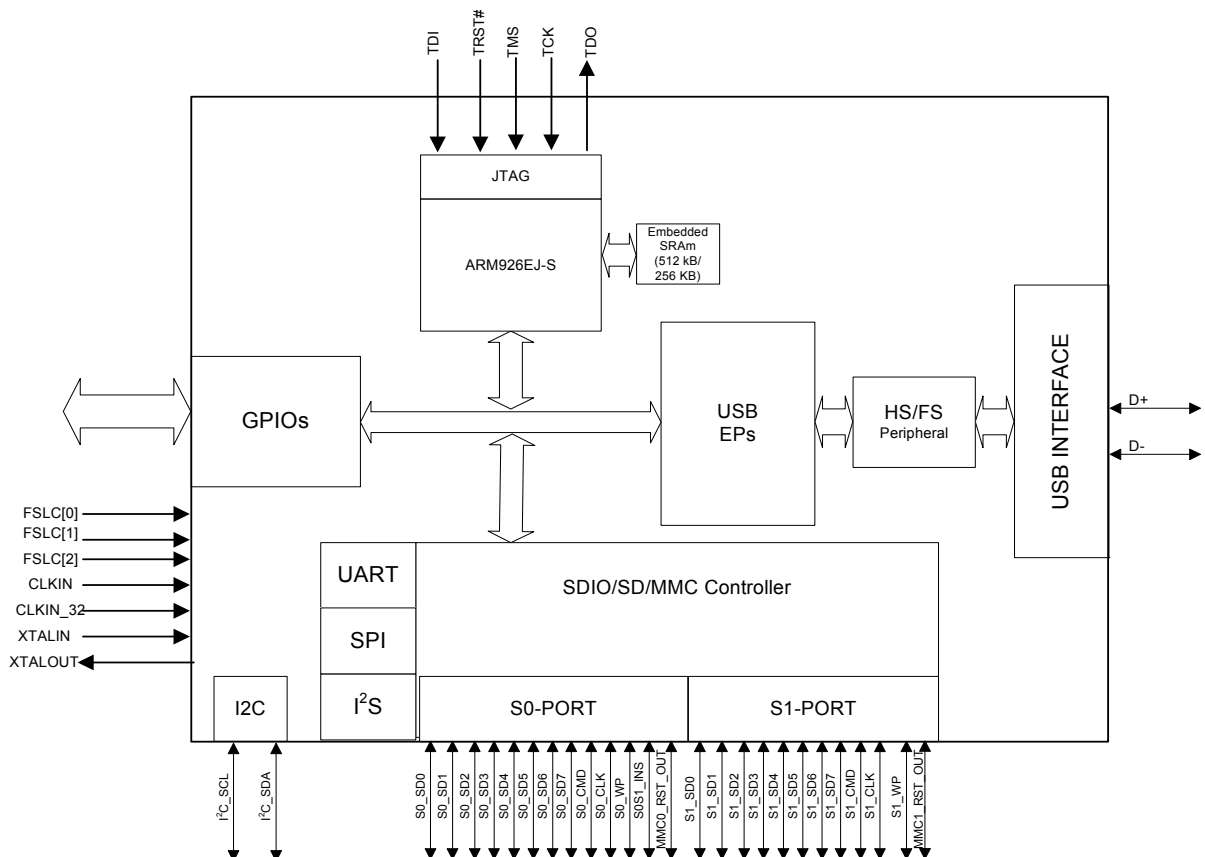 TDI
TRST#
TMS
TCK
TDO
JTAG
ARM926EJ-S
Embedded
SRAm
(512 kB/
256 KB)
GPIOs
USB
EPs
HS/FS
Peripheral
USB INTERFACE
D+
D-
FSLC[0]
FSLC[1]
FSLC[2]
CLKIN
CLKIN_32
XTALIN
XTALOUT
UART
SPI
I²S
SDIO/SD/MMC Controller
I2C
S0-PORT
S1-PORT
I²C_SCL
I²C_SDA
S0_SD0
S0_SD1
S0_SD2
S0_SD3
S0_SD4
S0_SD5
S0_SD6
S0_SD7
S0_CMD
S0_CLK
S0_WP
S0S1_INS
MMC0_RST_OUT
S1_SD0
S1_SD1
S1_SD2
S1_SD3
S1_SD4
S1_SD5
S1_SD6
S1_SD7
S1_CMD
S1_CLK
S1_WP
MMC1_RST_OUT